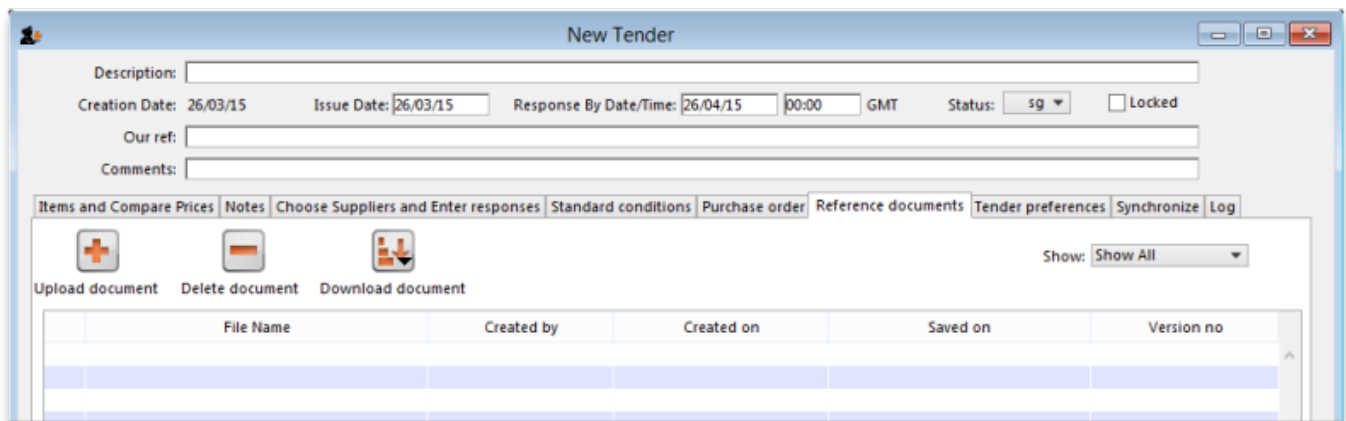 New Tender
Description:
Creation Date: 26/03/15 Issue Date: 26/03/15 Response By Date/Time: 26/04/15 00:00 GMT Status: sg Locked
Our ref:
Comments:
Items and Compare Prices Notes Choose Suppliers and Enter responses Standard conditions Purchase order Reference documents Tender preferences Synchronize Log
Show: Show All
Upload document Delete document Download document
File Name Created by Created on Saved on Version no